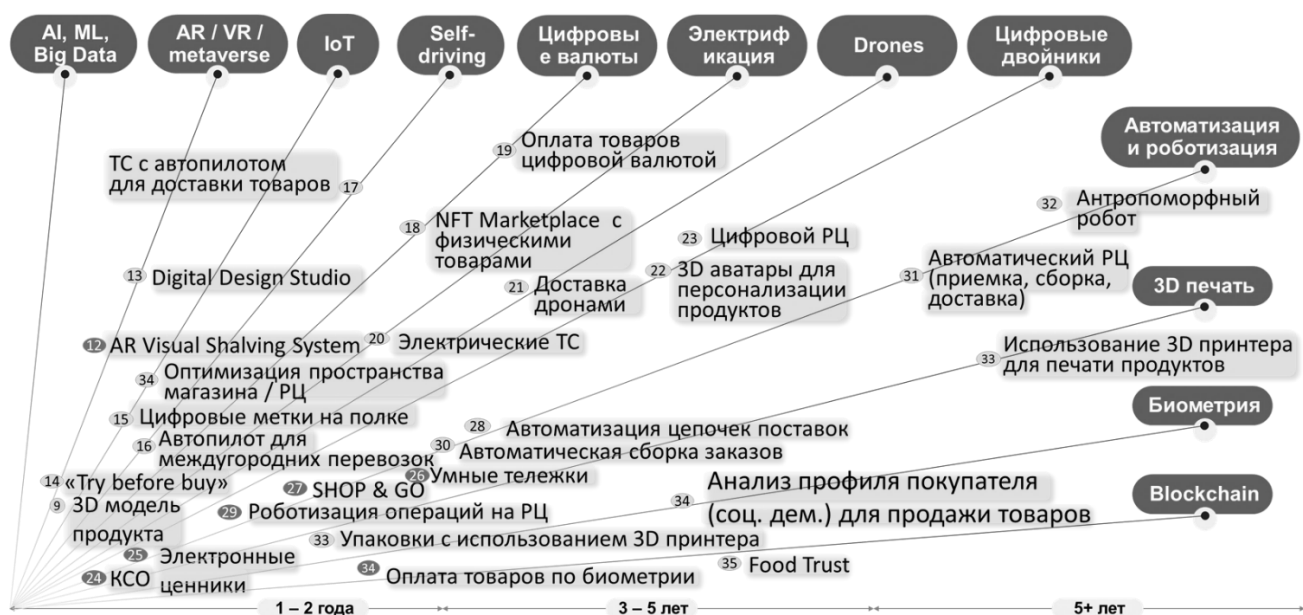 AI, ML,
Big Data
AR / VR /
metaverse
IoT
Self-
driving
Цифровы
е валюты
Электриф
икация
Drones
Цифровые
двойники
Автоматизация
и роботизация
19 Оплата товаров
цифровой валютой
ТС с автопилотом
для доставки товаров 17
32 Антропоморфный
робот
18 NFT Marketplace с
физическими
товарами
23 Цифровой РЦ
22 3D аватары для
персонализации
продуктов
31 Автоматический РЦ
(приемка, сборка,
доставка)
13 Digital Design Studio
21 Доставка
дронами
3D печать
12 AR Visual Shalving System
20 Электрические ТС
33 Использование 3D принтера
для печати продуктов
34 Оптимизация пространства
магазина / РЦ
15 Цифровые метки на полке
Биометрия
28 Автоматизация цепочек поставок
16 Автопилот для
междугородних перевозок
30 Автоматическая сборка заказов
26 Умные тележки
14 «Try before buy»
27 SHOP & GO
34 Анализ профиля покупателя
(соц. дем.) для продажи товаров
Blockchain
9 3D модель
продукта
29 Роботизация операций на РЦ
33 Упаковки с использованием 3D принтера
25 Электронные
ценники
24 КСО
34 Оплата товаров по биометрии
35 Food Trust
1 – 2 года
3 – 5 лет
5+ лет